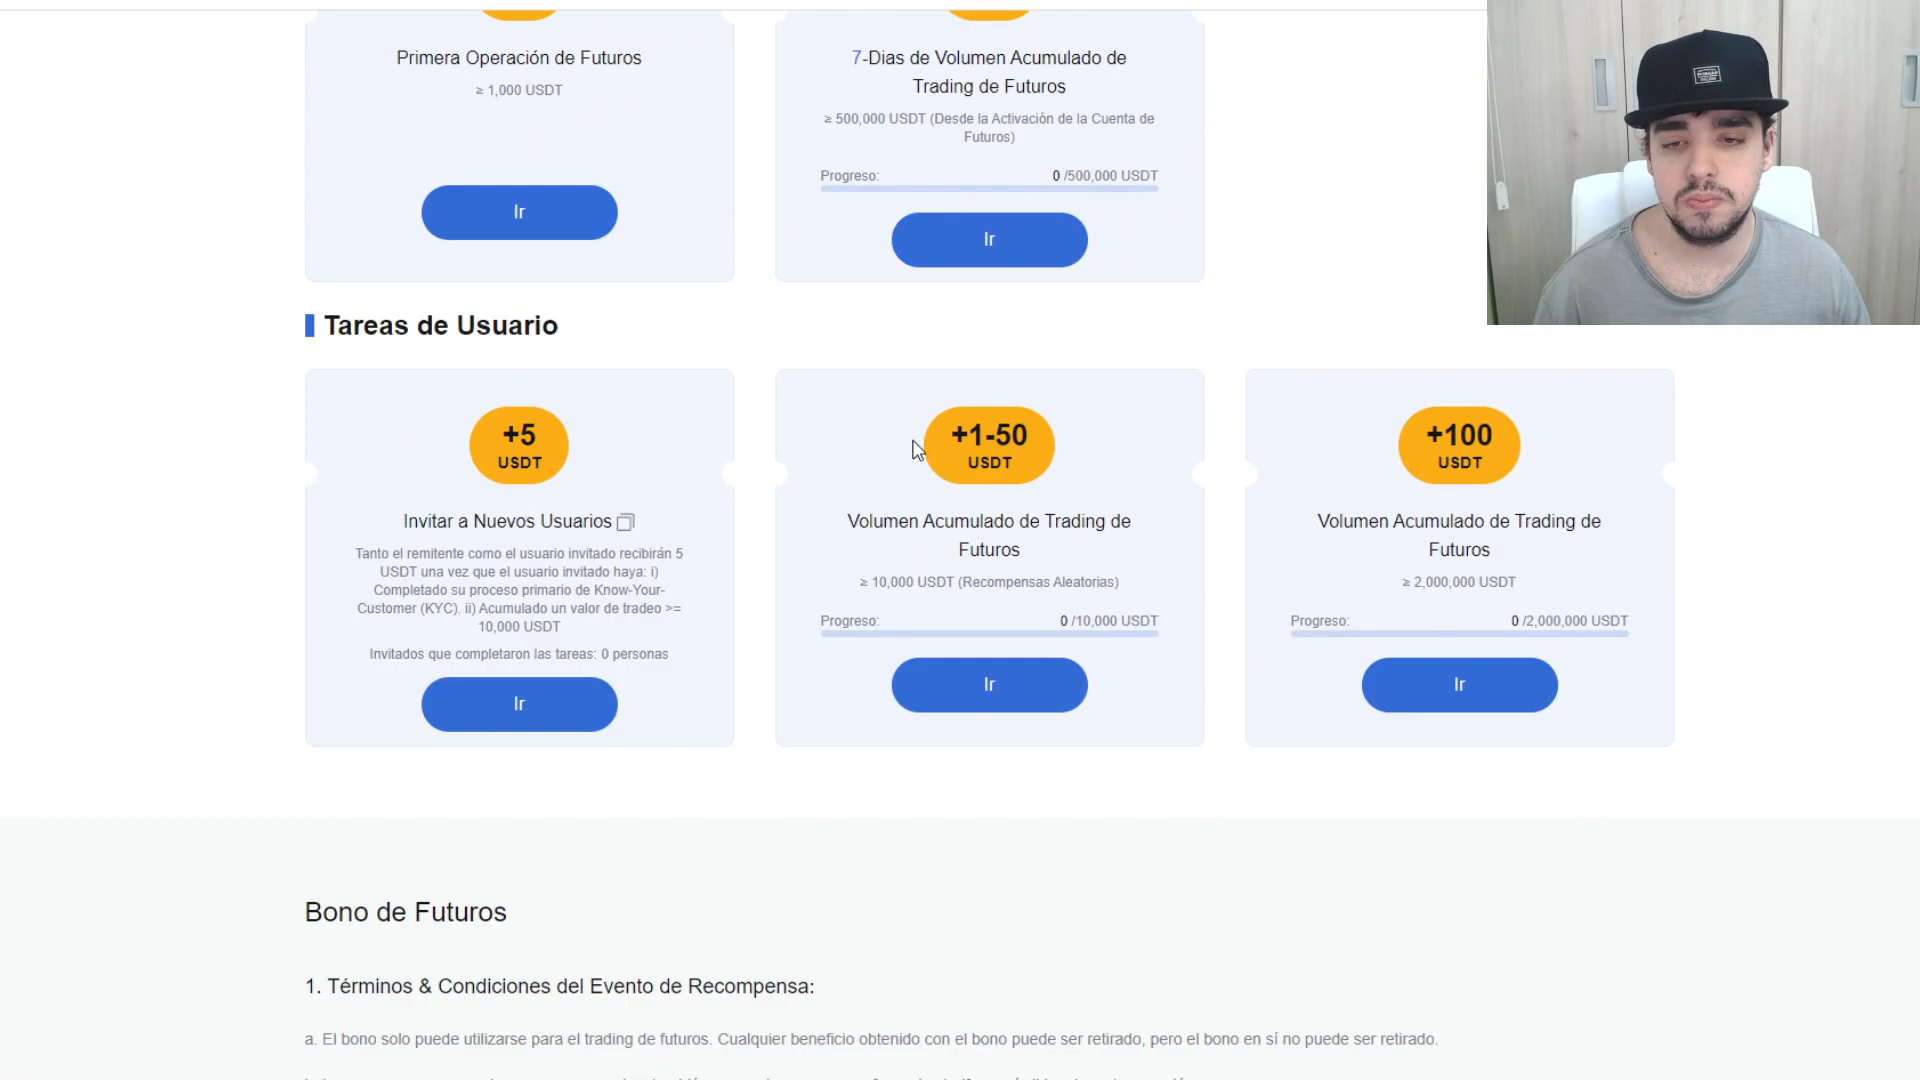 Primera Operación de Futuros
≥ 1,000 USDT
Ir
7-Dias de Volumen Acumulado de
Trading de Futuros
≥ 500,000 USDT (Desde la Activación de la Cuenta de
Futuros)
Progreso: 0 /500,000 USDT
Ir
Tareas de Usuario
+5
USDT
Invitar a Nuevos Usuarios
Tanto el remitente como el usuario invitado recibirán 5
USDT una vez que el usuario invitado haya: i)
Completado su proceso primario de Know-Your-
Customer (KYC). ii) Acumulado un valor de tradeo >=
10,000 USDT
Invitados que completaron las tareas: 0 personas
Ir
+1-50
USDT
Volumen Acumulado de Trading de
Futuros
≥ 10,000 USDT (Recompensas Aleatorias)
Progreso: 0 /10,000 USDT
Ir
+100
USDT
Volumen Acumulado de Trading de
Futuros
≥ 2,000,000 USDT
Progreso: 0 /2,000,000 USDT
Ir
Bono de Futuros
1. Términos & Condiciones del Evento de Recompensa:
a. El bono solo puede utilizarse para el trading de futuros. Cualquier beneficio obtenido con el bono puede ser retirado, pero el bono en sí no puede ser retirado.